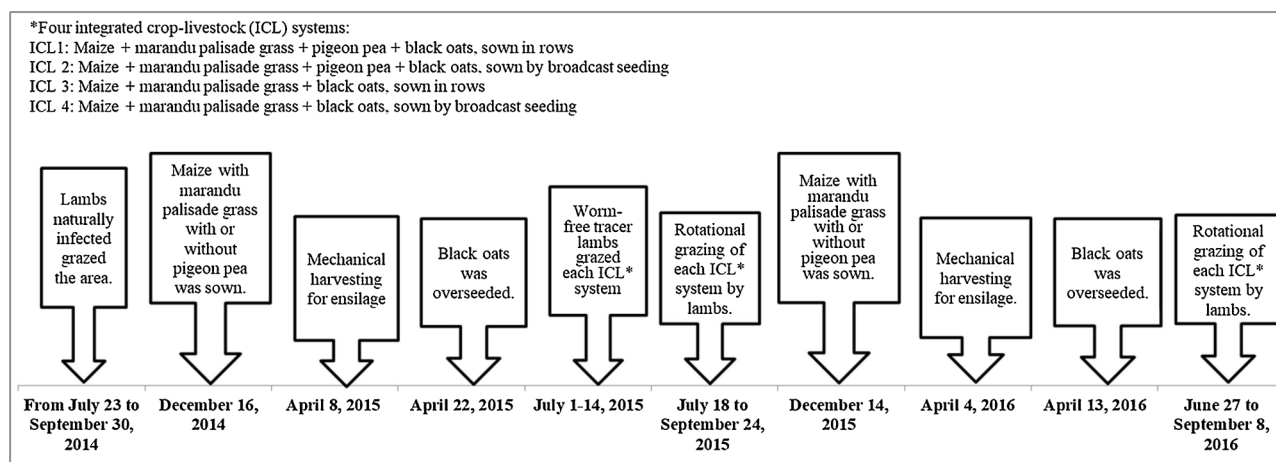 *Four integrated crop-livestock (ICL) systems:
ICL1: Maize + marandu palisade grass + pigeon pea + black oats, sown in rows
ICL 2: Maize + marandu palisade grass + pigeon pea + black oats, sown by broadcast seeding
ICL 3: Maize + marandu palisade grass + black oats, sown in rows
ICL 4: Maize + marandu palisade grass + black oats, sown by broadcast seeding
Lambs
naturally
infected
grazed
the area.
Maize with
marandu
palisade grass
with or
without
pigeon pea
was sown.
Mechanical
harvesting
for ensilage
Black oats
was
overseeded.
Worm-
free tracer
lambs
grazed
each ICL*
system
Rotational
grazing of
each ICL*
system by
lambs.
Maize with
marandu
palisade grass
with or
without
pigeon pea
was sown.
Mechanical
harvesting
for ensilage.
Black oats
was
overseeded.
Rotational
grazing of
each ICL*
system by
lambs.
From July 23 to
September 30,
2014
December 16,
2014
April 8, 2015
April 22, 2015
July 1-14, 2015
July 18 to
September 24,
2015
December 14,
2015
April 4, 2016
April 13, 2016
June 27 to
September 8,
2016